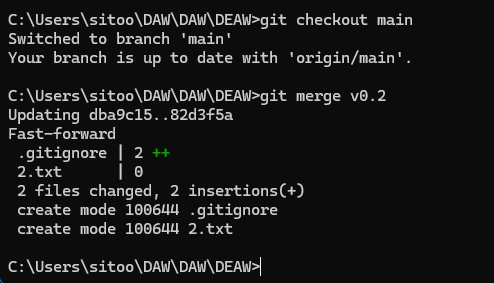 C:\Users\sitoo\DAW\DAW\DEAW>git checkout main
Switched to branch 'main'
Your branch is up to date with 'origin/main'.
C:\Users\sitoo\DAW\DAW\DEAW>git merge v0.2
Updating dba9c15..82d3f5a
Fast-forward
 .gitignore | 2 ++
 2.txt      | 0
 2 files changed, 2 insertions(+)
 create mode 100644 .gitignore
 create mode 100644 2.txt
C:\Users\sitoo\DAW\DAW\DEAW>